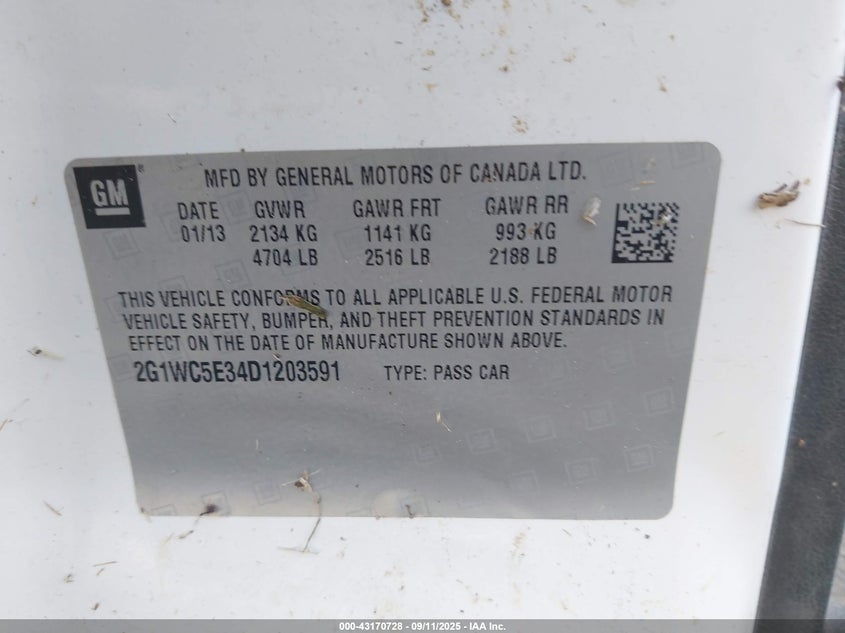 GM
MFD BY GENERAL MOTORS OF CANADA LTD.
DATE GVWR GAWR FRT GAWR RR
01/13 2134 KG 1141 KG 993 KG
4704 LB 2516 LB 2188 LB
THIS VEHICLE CONFORMS TO ALL APPLICABLE U.S. FEDERAL MOTOR
VEHICLE SAFETY, BUMPER, AND THEFT PREVENTION STANDARDS IN
EFFECT ON THE DATE OF MANUFACTURE SHOWN ABOVE.
2G1WC5E34D1203591 TYPE: PASS CAR
000-43170728 - 09/11/2025 - IAA Inc.